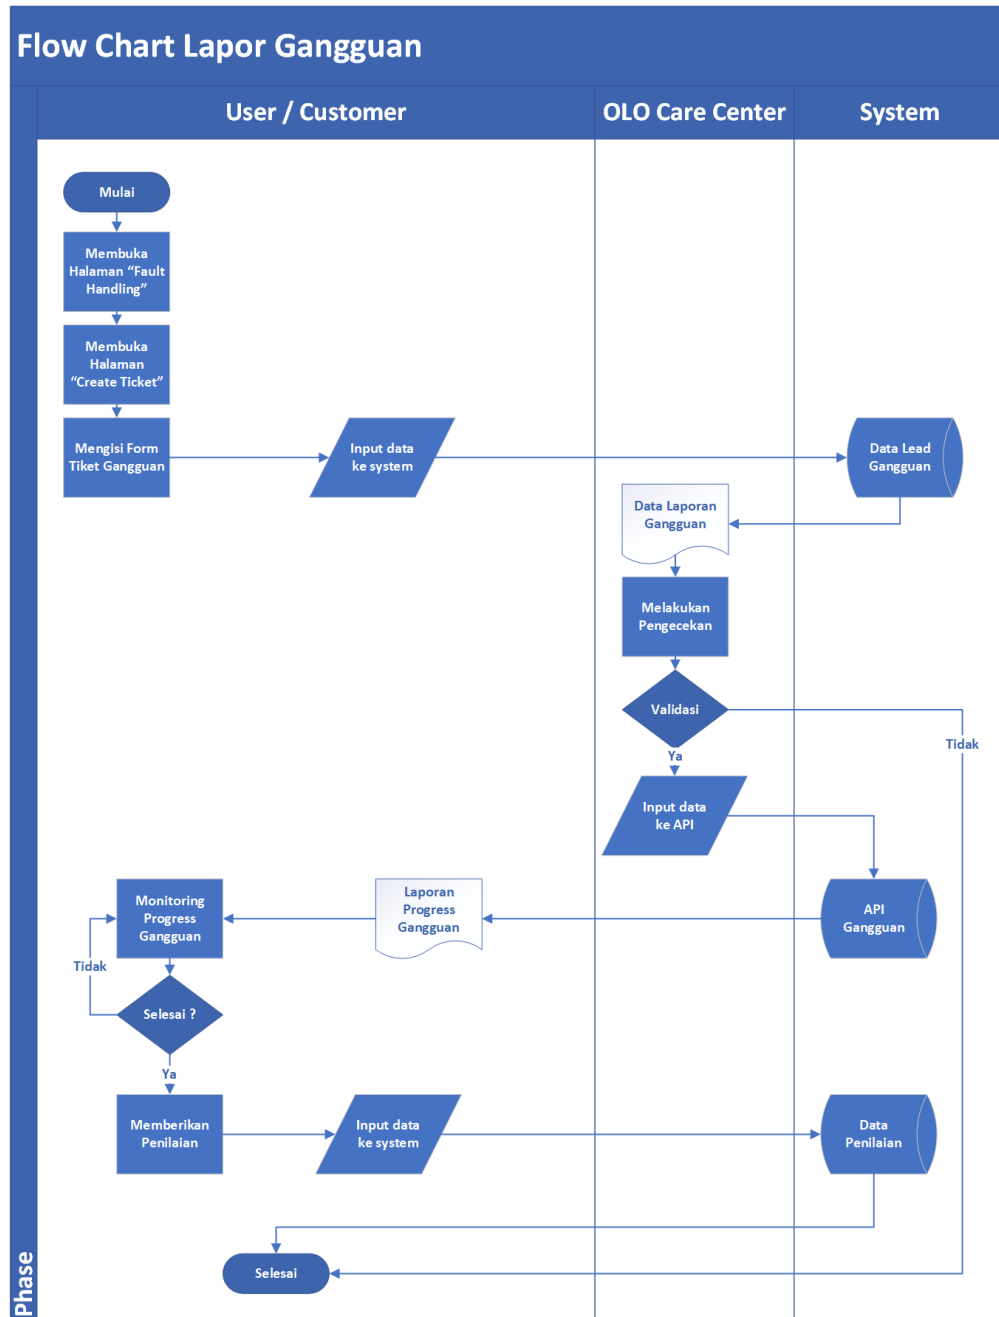 Flow Chart Lapor Gangguan
User / Customer
OLO Care Center
System
Mulai
Membuka
Halaman “Fault
Handling”
Membuka
Halaman
“Create Ticket”
Mengisi Form
Tiket Gangguan
Input data
ke system
Data Lead
Gangguan
Data Laporan
Gangguan
Melakukan
Pengecekan
Validasi
Tidak
Ya
Input data
ke API
API
Gangguan
Laporan
Progress
Gangguan
Monitoring
Progress
Gangguan
Tidak
Selesai ?
Ya
Memberikan
Penilaian
Input data
ke system
Data
Penilaian
Selesai
Phase